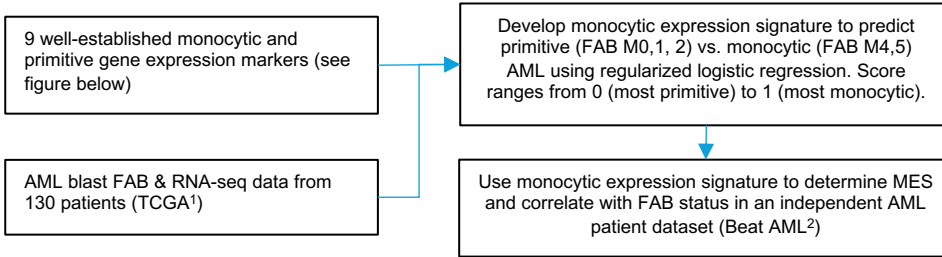 9 well-established monocytic and
primitive gene expression markers (see
figure below)
AML blast FAB & RNA-seq data from
130 patients (TCGA¹)
Develop monocytic expression signature to predict
primitive (FAB M0,1, 2) vs. monocytic (FAB M4,5)
AML using regularized logistic regression. Score
ranges from 0 (most primitive) to 1 (most monocytic).
Use monocytic expression signature to determine MES
and correlate with FAB status in an independent AML
patient dataset (Beat AML²)